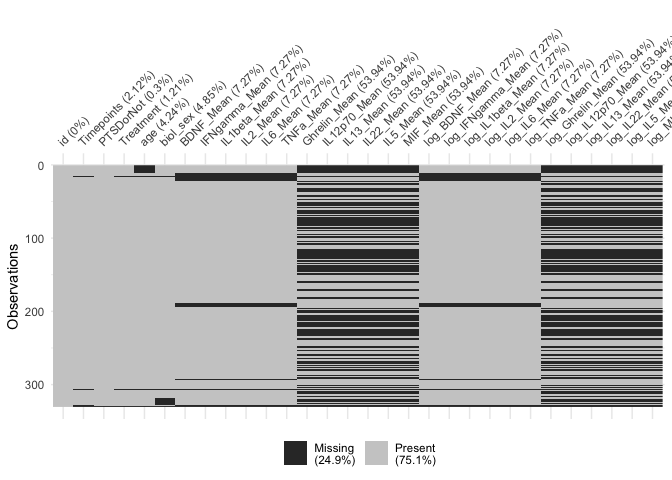 id (0%)
Timepoints (2.12%)
PTSDorNot (0.3%)
Treatment (1.21%)
age (4.24%)
biol_sex (4.85%)
BDNF_Mean (7.27%)
IFNgamma_Mean (7.27%)
IL1beta_Mean (7.27%)
IL2_Mean (7.27%)
IL6_Mean (7.27%)
TNFa_Mean (7.27%)
Ghrelin_Mean (53.94%)
IL12p70_Mean (53.94%)
IL13_Mean (53.94%)
IL22_Mean (53.94%)
IL5_Mean (53.94%)
MIF_Mean (53.94%)
log_BDNF_Mean (7.27%)
log_IFNgamma_Mean (7.27%)
log_IL1beta_Mean (7.27%)
log_IL2_Mean (7.27%)
log_IL6_Mean (7.27%)
log_TNFa_Mean (7.27%)
log_Ghrelin_Mean (53.94%)
log_IL12p70_Mean (53.94%
log_IL13_Mean (53.94
log_IL22_Mean (53
log_IL5_Mea
log_M
0
100
200
300
Observations
Missing
(24.9%)
Present
(75.1%)